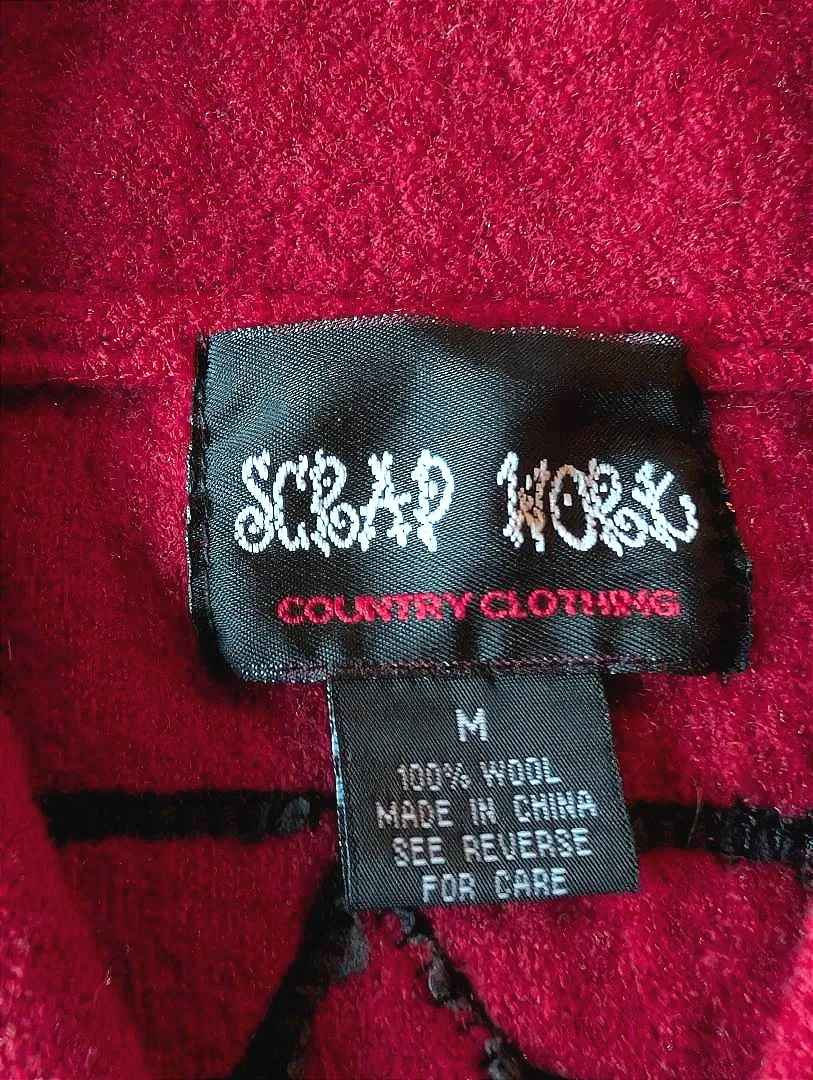 SCRAP WORK
COUNTRY CLOTHING
M
100% WOOL
MADE IN CHINA
SEE REVERSE
FOR CARE